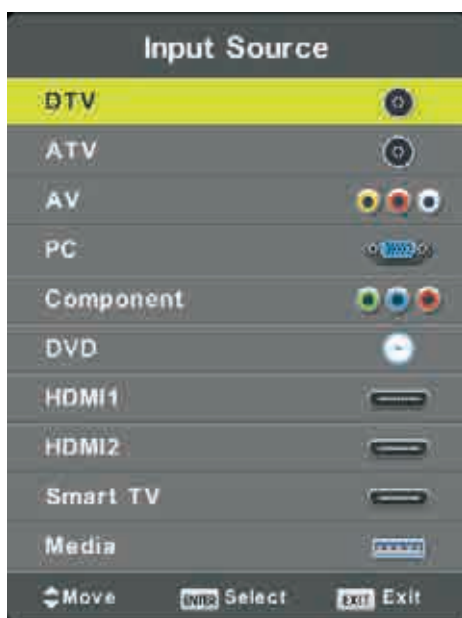 Input Source
DTV
ATV
AV
PC
Component
DVD
HDMI1
HDMI2
Smart TV
Media
Move ENTER Select EXIT Exit